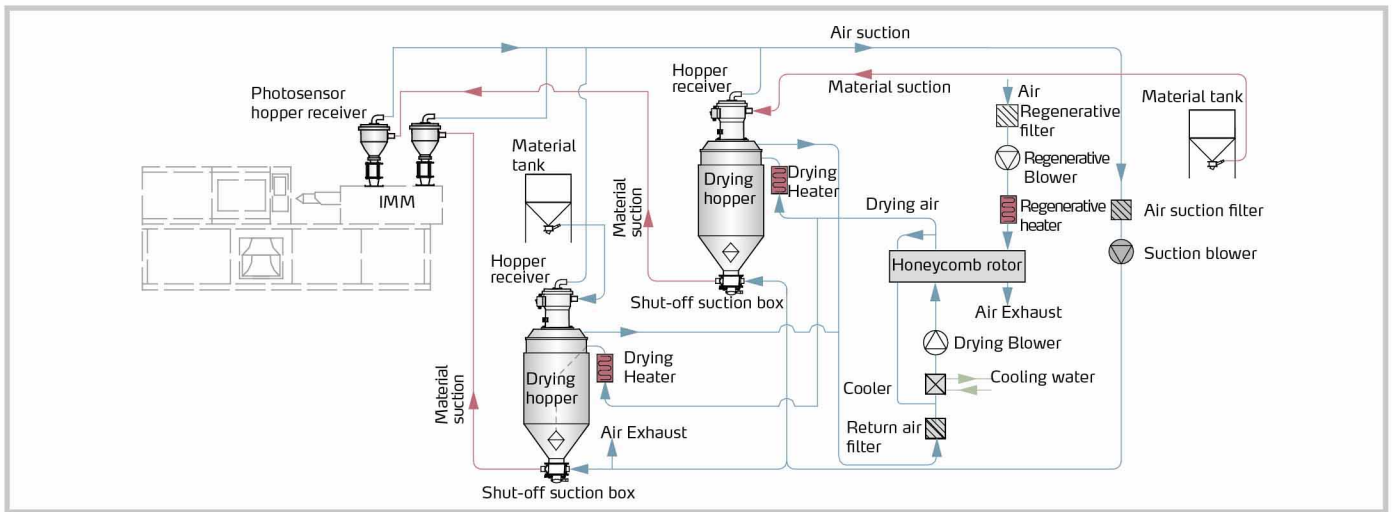 Air suction
Hopper
receiver
Photosensor
hopper receiver
Material suction
Air
Regenerative
filter
Material tank
Material
tank
Regenerative
Blower
Drying
hopper
Drying
Heater
IMM
Material
suction
Drying air
Regenerative
heater
Air suction filter
Hopper
receiver
Honeycomb rotor
Suction blower
Shut-off suction box
Air Exhaust
Drying Blower
Drying
Heater
Drying
hopper
Cooler
Cooling water
Material
suction
Air Exhaust
Return air
filter
Shut-off suction box